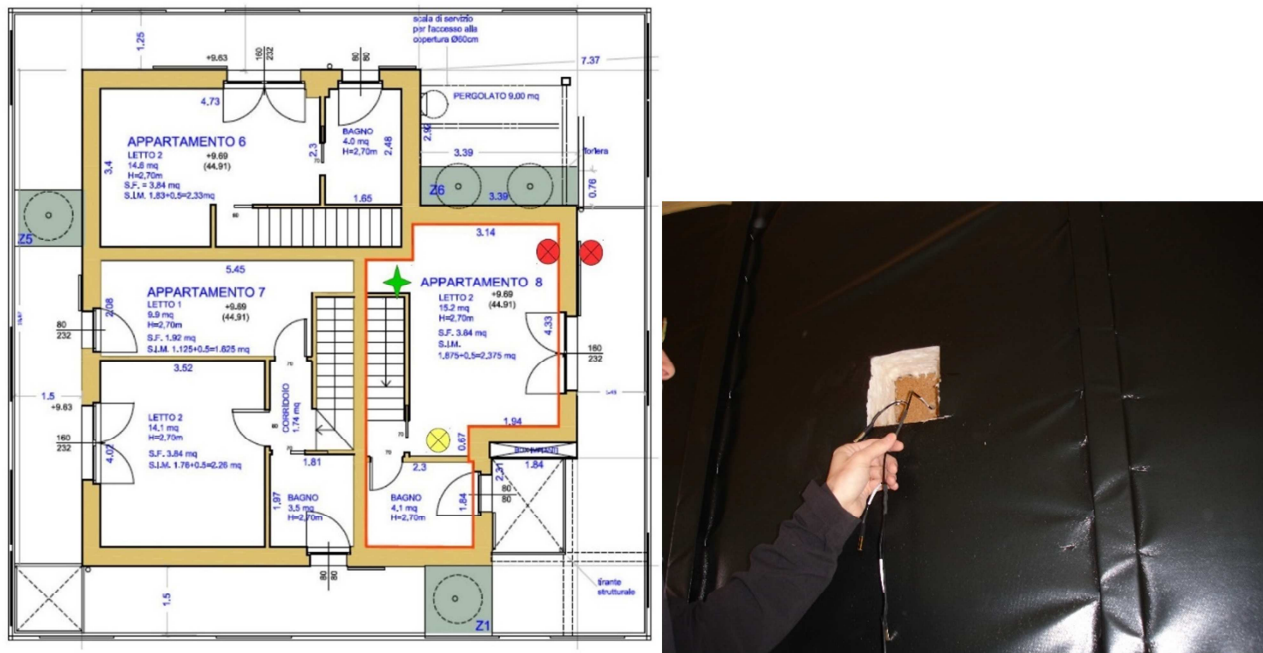 scala di servizio
per l'accesso alla
copertura Ø60cm
1.25
+9.63
160
232
80
80
7.37
4.73
PERGOLATO 9,00 mq
APPARTAMENTO 6
LETTO 2
14.6 mq
H=2,70m
S.F. = 3,84 mq
S.I.M. 1,83+0,5=2,33mq
+9.69
(44.91)
3,4
2.3
70
BAGNO
4.0 mq
H=2,70m
2,48
1.65
3.39
fioriera
Z6
3.39
0.76
80
Z5
3.14
5.45
APPARTAMENTO 7
LETTO 1
9.9 mq
H=2,70m
S.F. 1.92 mq
S.I.M. 1.125+0.5=1.625 mq
+9.69
(44.91)
2,08
80
232
APPARTAMENTO 8
LETTO 2
15.2 mq
H=2,70m
S.F. 3.84 mq
S.I.M.
1,875+0,5=2,375 mq
+9.69
(44.91)
4.33
160
232
70
3.52
1.5
+9.63
160
232
LETTO 2
14,1 mq
H=2,70m
S.F. 3,84 mq
S.I.M. 1.76+0.5=2.26 mq
4.02
CORRIDOIO
1.74 mq
80
70
1.94
0.67
70
70
1.81
2.3
1.84
2.31
BAGNO
3,5 mq
H=2,70m
1,97
BAGNO
4,1 mq
H=2,70m
1.84
80
80
80
80
1.5
tirante
strutturale
Z1